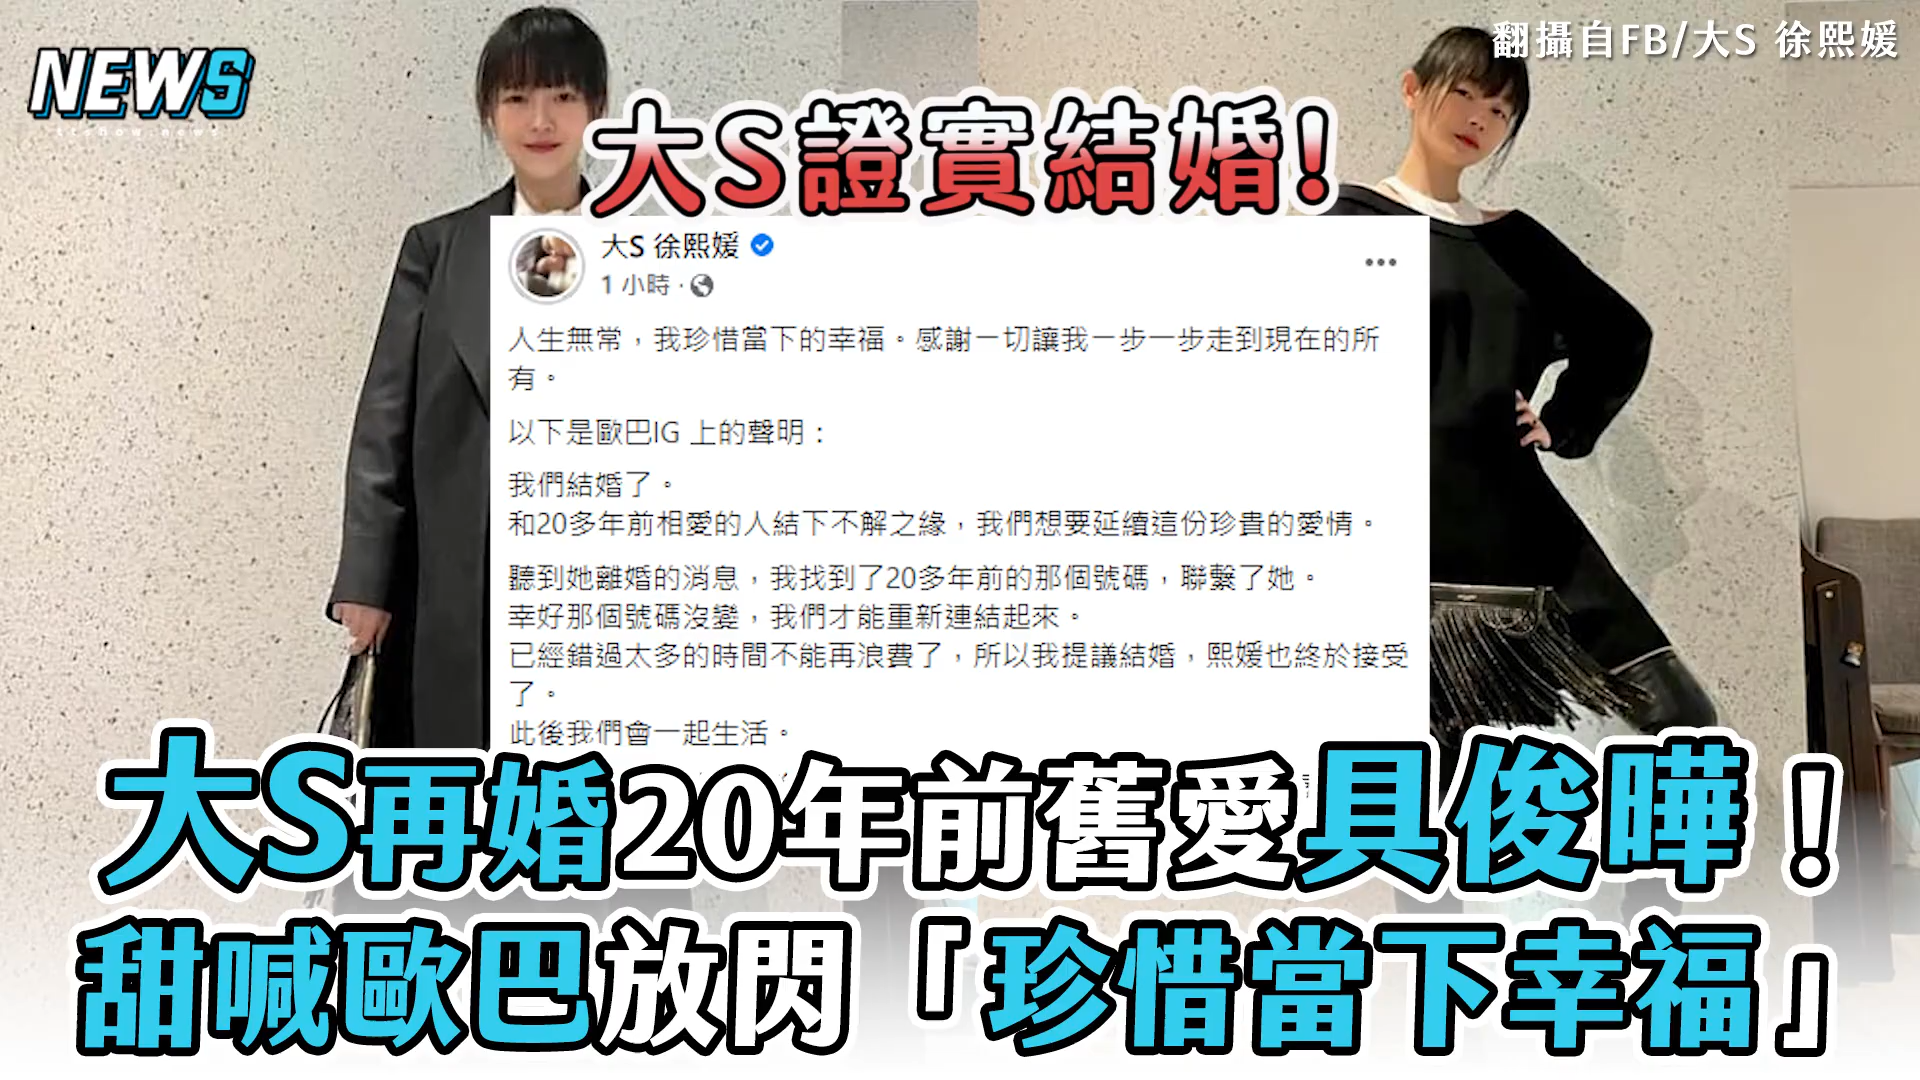 NEWS
ttshow.news
翻攝自FB/大S 徐熙媛
大S證實結婚!
大S 徐熙媛
1 小時 ·
人生無常，我珍惜當下的幸福。感謝一切讓我一步一步走到現在的所
有。
以下是歐巴IG 上的聲明：
我們結婚了。
和20多年前相愛的人結下不解之緣，我們想要延續這份珍貴的愛情。
聽到她離婚的消息，我找到了20多年前的那個號碼，聯繫了她。
幸好那個號碼沒變，我們才能重新連結起來。
已經錯過太多的時間不能再浪費了，所以我提議結婚，熙媛也終於接受
了。
此後我們會一起生活。
大S再婚20年前舊愛具俊曄！
甜喊歐巴放閃「珍惜當下幸福」